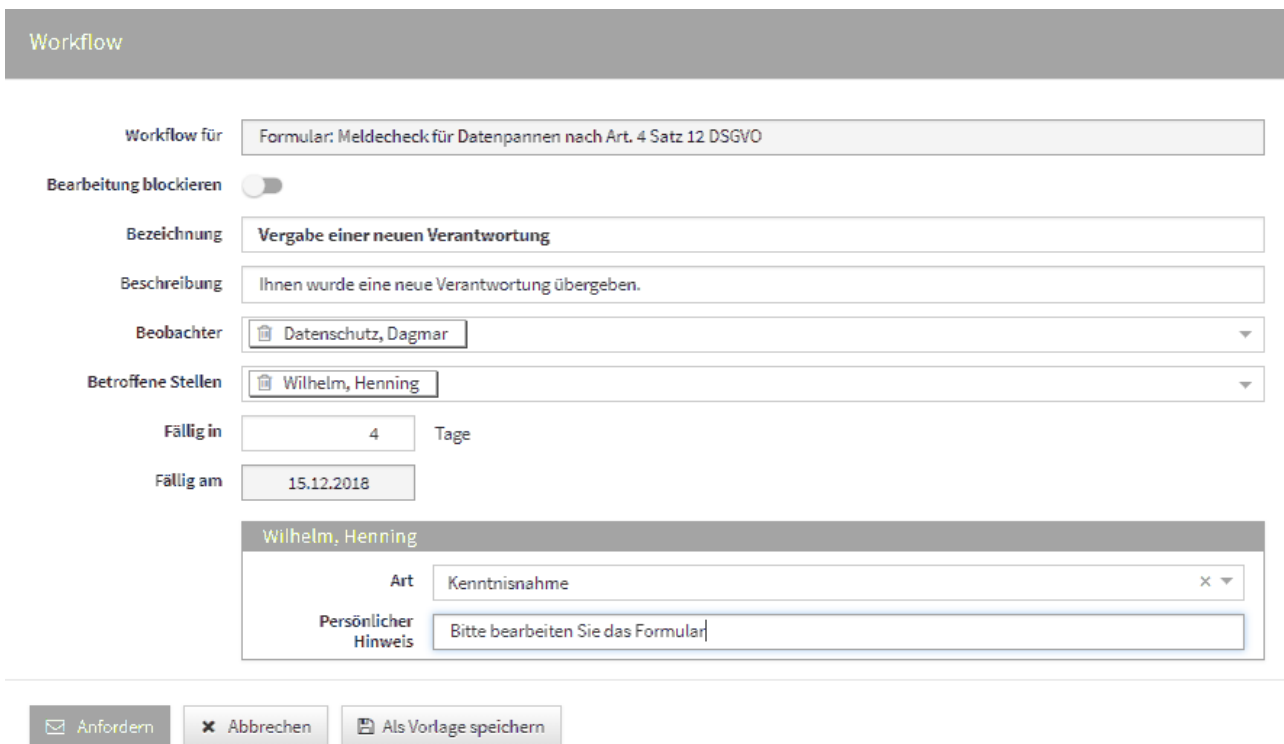 Workflow
Workflow für Formular: Meldecheck für Datenpannen nach Art. 4 Satz 12 DSGVO
Bearbeitung blockieren
Bezeichnung Vergabe einer neuen Verantwortung
Beschreibung Ihnen wurde eine neue Verantwortung übergeben.
Beobachter Datenschutz, Dagmar
Betroffene Stellen Wilhelm, Henning
Fällig in 4 Tage
Fällig am 15.12.2018
Wilhelm, Henning
Art Kenntnisnahme
Persönlicher
Hinweis Bitte bearbeiten Sie das Formular
Anfordern Abbrechen Als Vorlage speichern